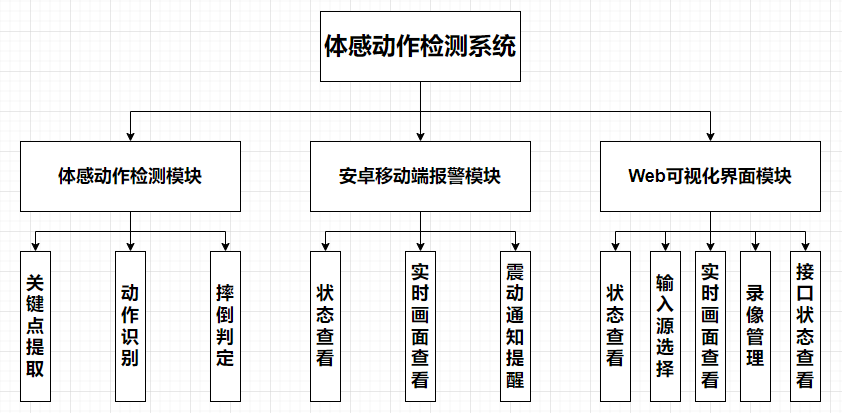 体感动作检测系统
体感动作检测模块
安卓移动端报警模块
Web可视化界面模块
关键点提取
动作识别
摔倒判定
状态查看
实时画面查看
震动通知提醒
状态查看
输入源选择
实时画面查看
录像管理
接口状态查看